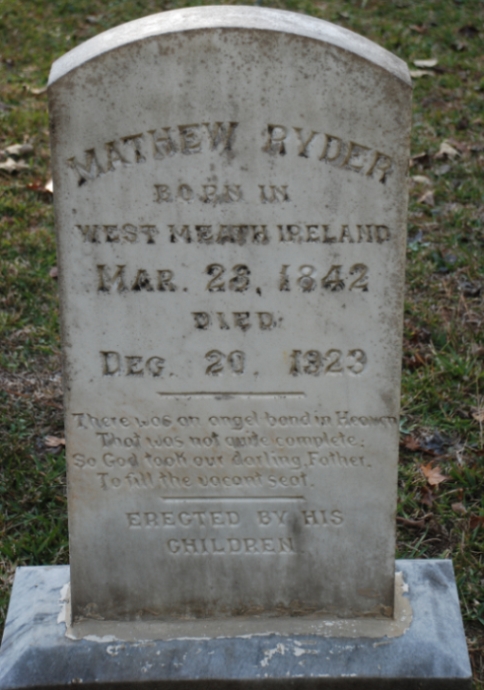 MATHEW RYDER
BORN IN
WEST MEATH IRELAND
MAR. 28, 1842
DIED
DEC. 20, 1923
There was an angel band in Heaven
That was not quite complete;
So God took our darling Father.
To fill the vacant seat.
ERECTED BY HIS
CHILDREN